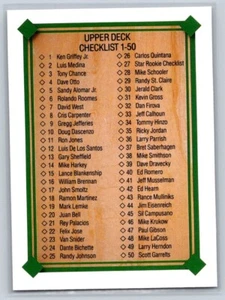 UPPER DECK
CHECKLIST 1-50
1 Ken Griffey Jr.
2 Luis Medina
3 Tony Chance
4 Dave Otto
5 Sandy Alomar Jr.
6 Rolando Roomes
7 David West
8 Cris Carpenter
9 Gregg Jefferies
10 Doug Dascenzo
11 Ron Jones
12 Luis De Los Santos
13 Gary Sheffield
14 Mike Harkey
15 Lance Blankenship
16 William Brennan
17 John Smoltz
18 Ramon Martinez
19 Mark Lemke
20 Juan Bell
21 Rey Palacios
22 Felix Jose
23 Van Snider
24 Dante Bichette
25 Randy Johnson
26 Carlos Quintana
27 Star Rookie Checklist
28 Mike Schooler
29 Randy St. Claire
30 Jerald Clark
31 Kevin Gross
32 Dan Firova
33 Jeff Calhoun
34 Tommy Hinzo
35 Ricky Jordan
36 Larry Parrish
37 Bret Saberhagen
38 Mike Smithson
39 Dave Dravecky
40 Ed Romero
41 Jeff Musselman
42 Ed Hearn
43 Rance Mulliniks
44 Jim Eisenreich
45 Sil Campusano
46 Mike Krukow
47 Paul Gibson
48 Mike LaCoss
49 Larry Herndon
50 Scott Garrelts